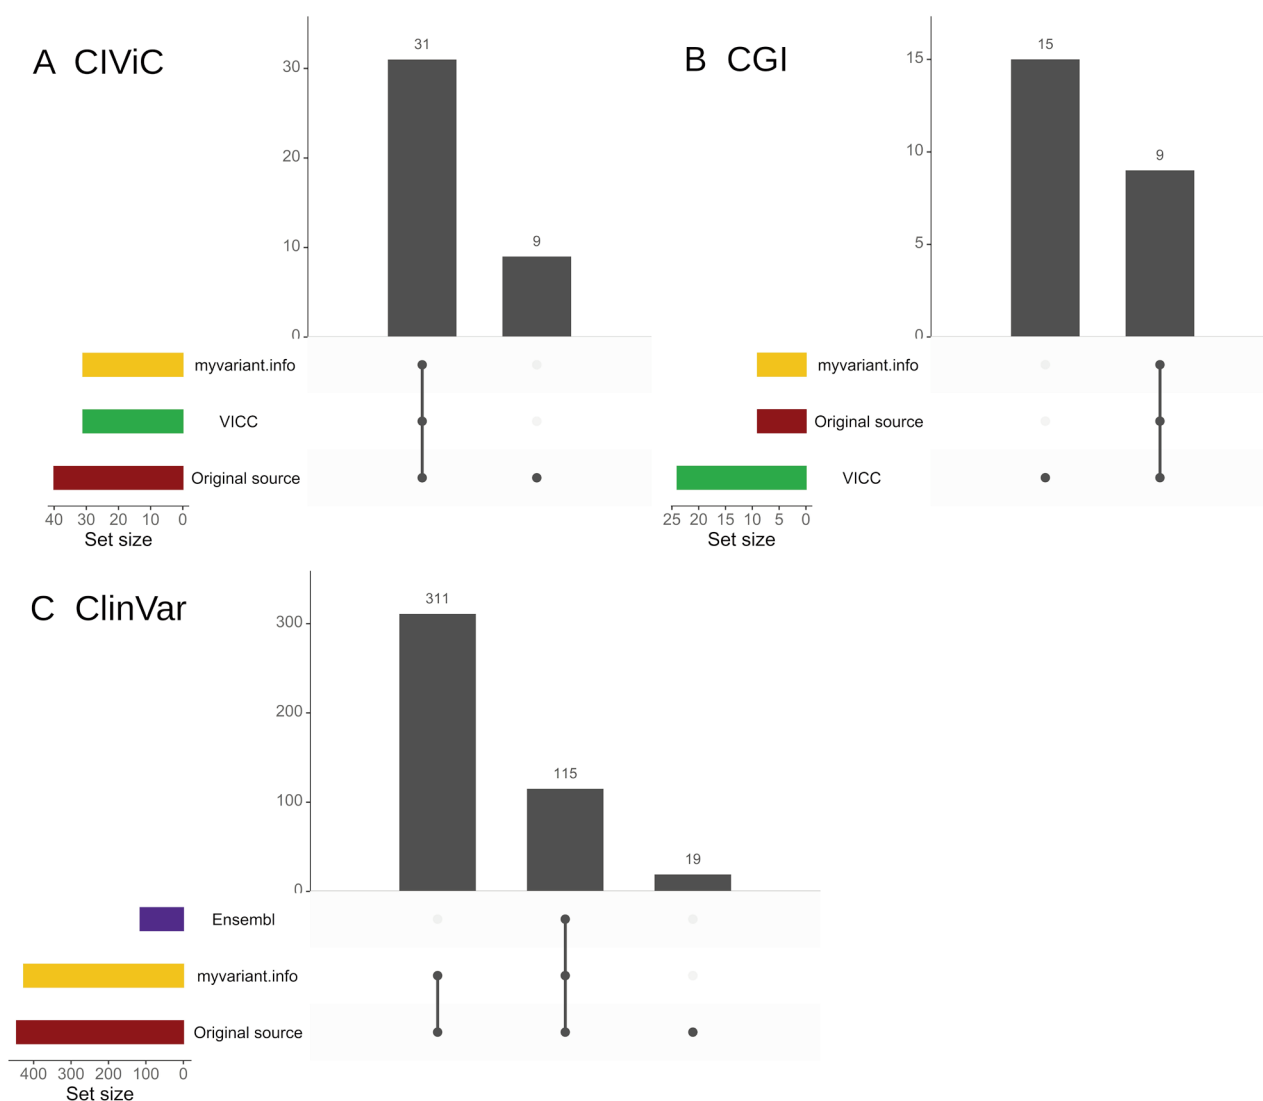 A CIViC
31
30
20
10
0
9
myvariant.info
VICC
Original source
40 30 20 10 0
Set size
B CGI
15
15
10
5
0
9
myvariant.info
Original source
VICC
25 20 15 10 5 0
Set size
C ClinVar
311
300
200
100
0
115
19
Ensembl
myvariant.info
Original source
400 300 200 100 0
Set size